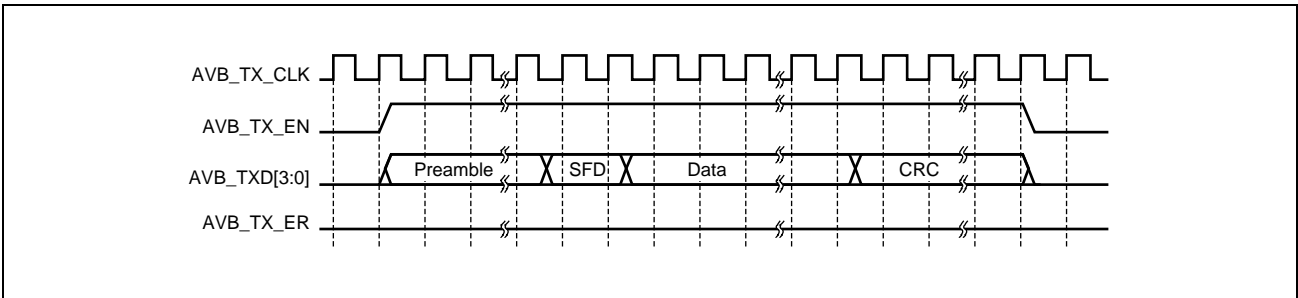 AVB_TX_CLK
AVB_TX_EN
AVB_TXD[3:0] Preamble SFD Data CRC
AVB_TX_ER